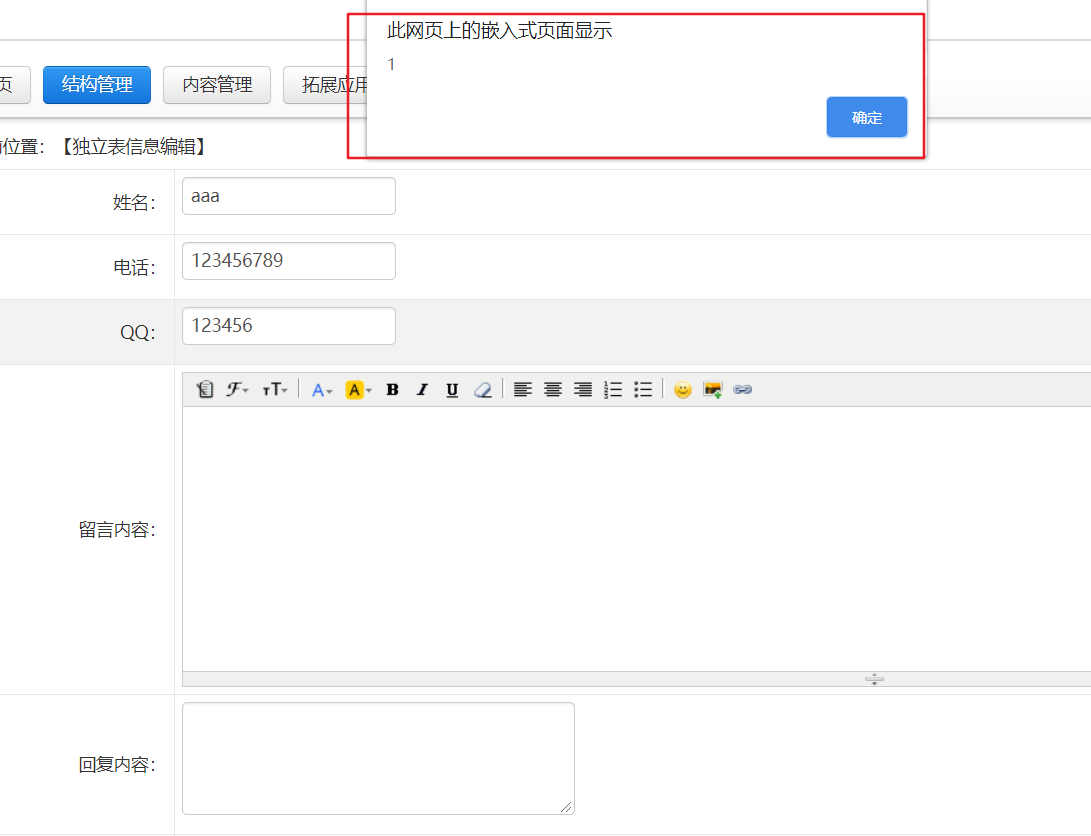 此网页上的嵌入式页面显示
1
确定
页 结构管理 内容管理 拓展应用
位置：【独立表信息编辑】
姓名： aaa
电话： 123456789
QQ： 123456
留言内容：
回复内容：